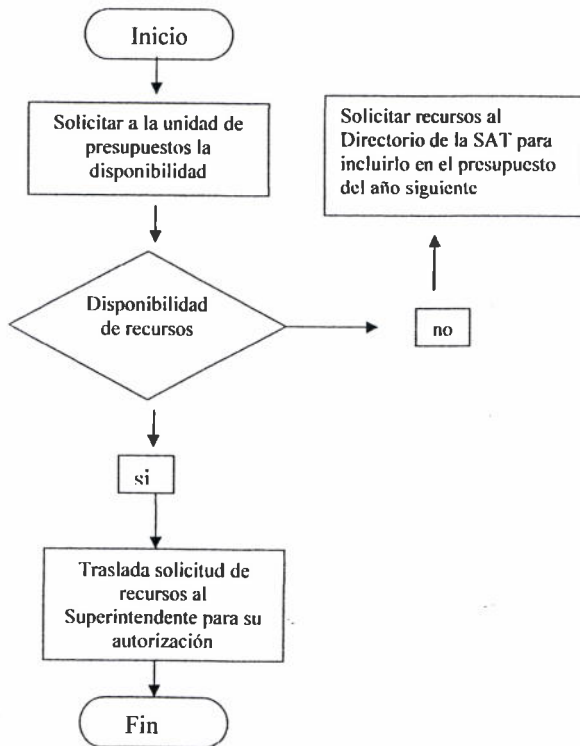 Inicio
Solicitar a la unidad de
presupuestos la
disponibilidad
Solicitar recursos al
Directorio de la SAT para
incluirlo en el presupuesto
del año siguiente
Disponibilidad
de recursos
no
si
Traslada solicitud de
recursos al
Superintendente para su
autorización
Fin